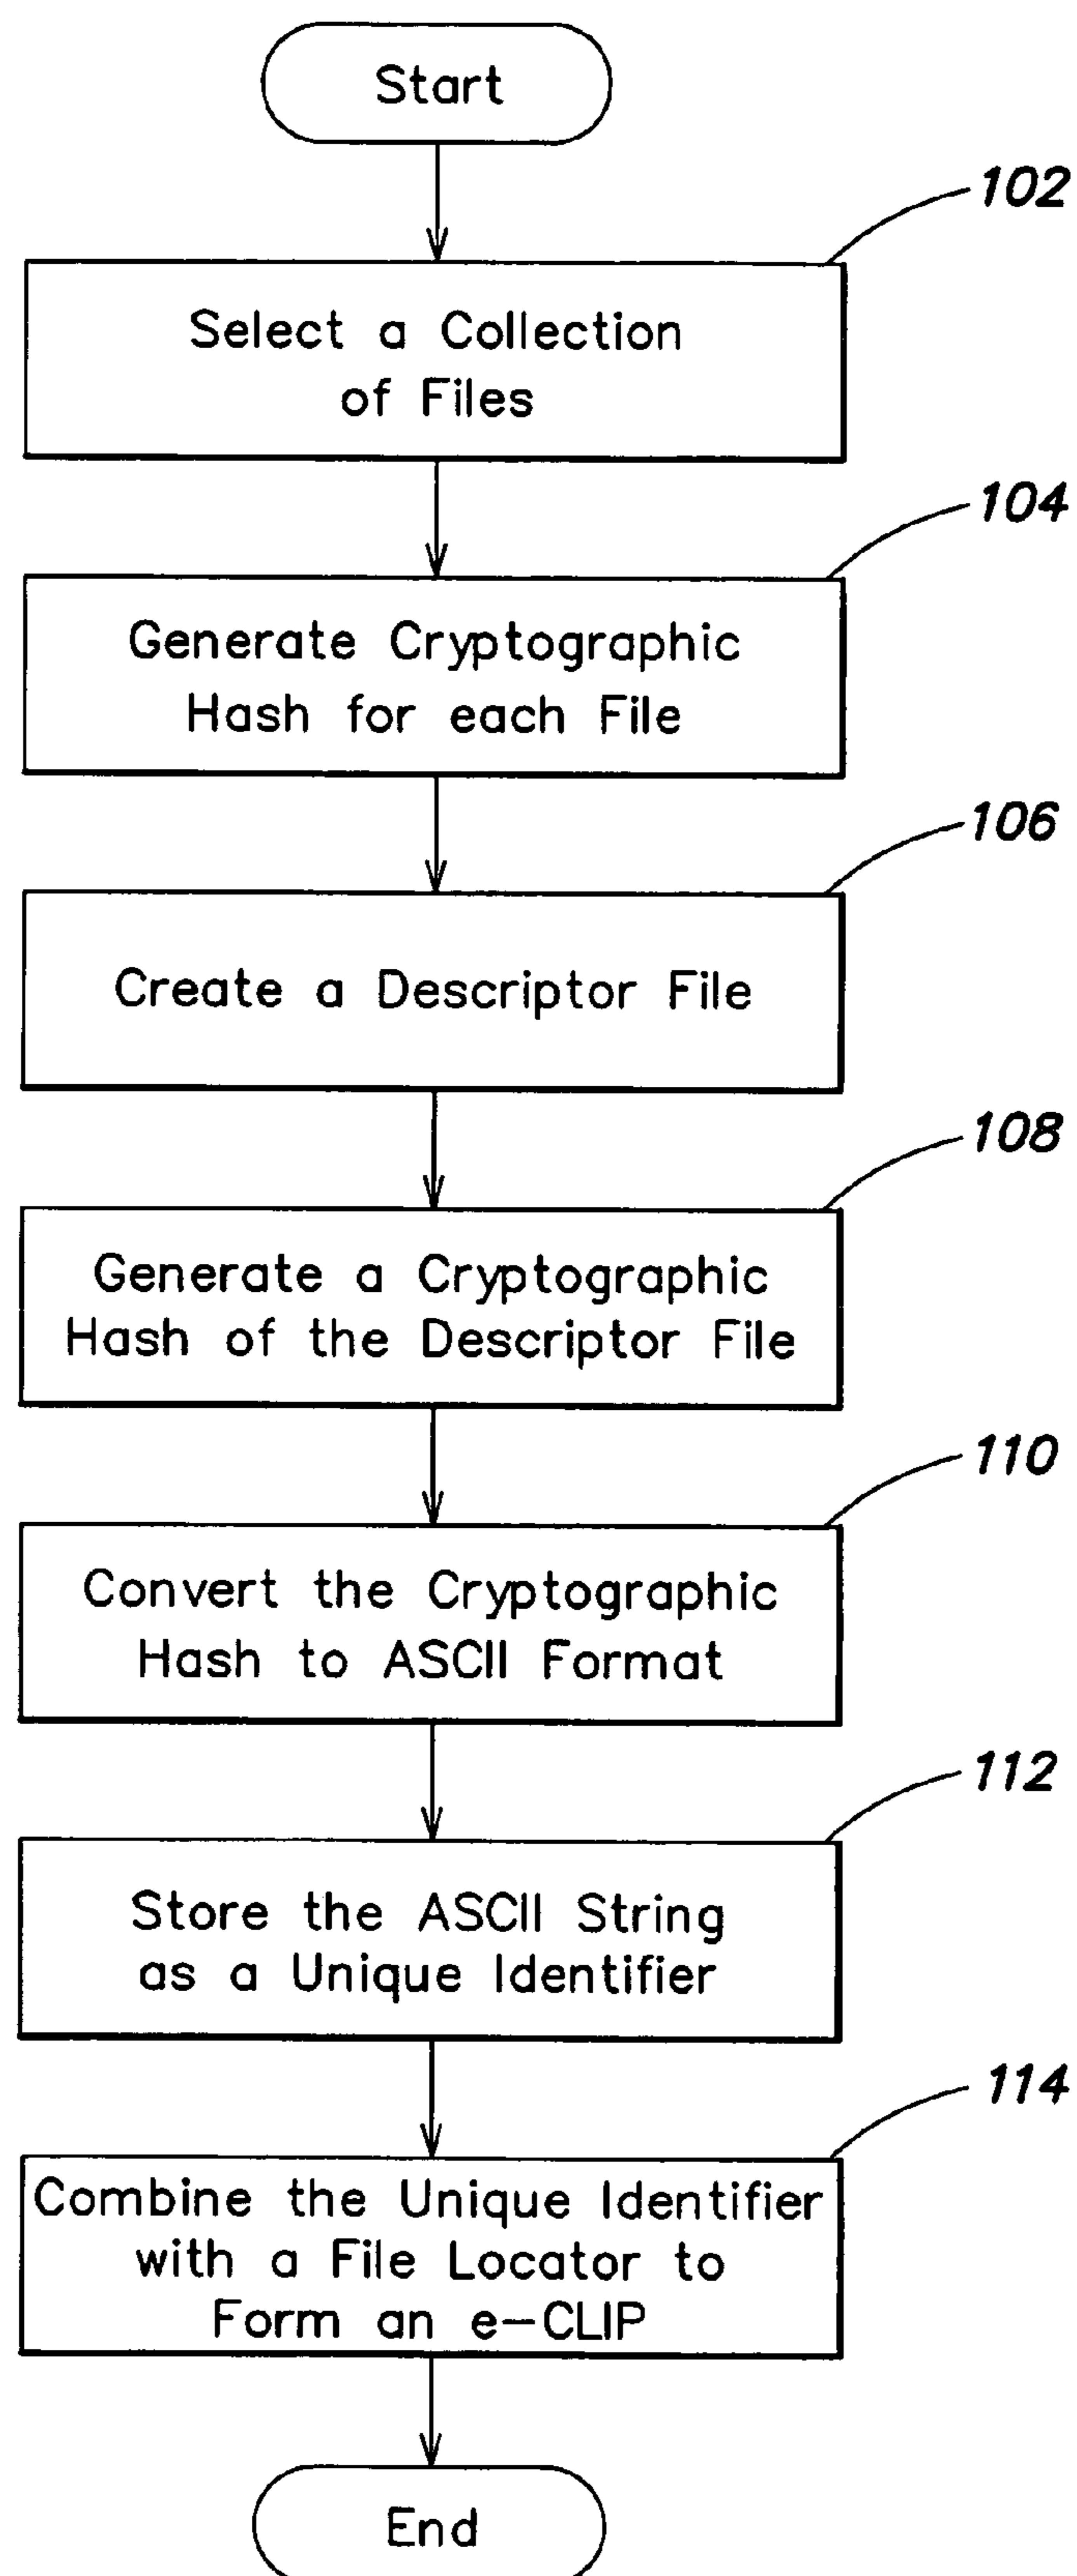 Start
102
Select a Collection
of Files
104
Generate Cryptographic
Hash for each File
106
Create a Descriptor File
108
Generate a Cryptographic
Hash of the Descriptor File
110
Convert the Cryptographic
Hash to ASCII Format
112
Store the ASCII String
as a Unique Identifier
114
Combine the Unique Identifier
with a File Locator to
Form an e-CLIP
End